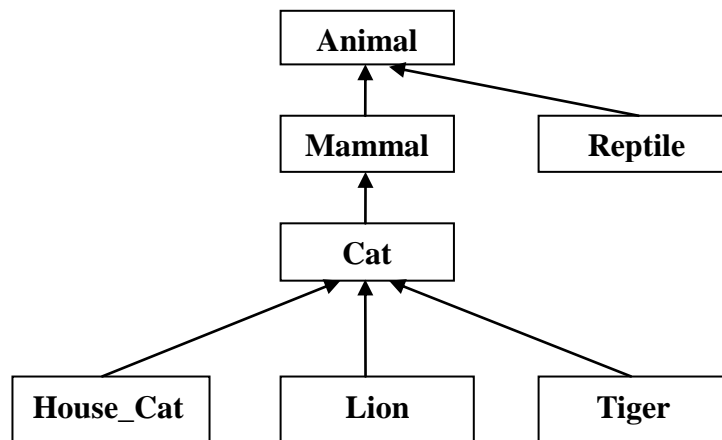 Animal
Mammal
Reptile
Cat
House_Cat
Lion
Tiger